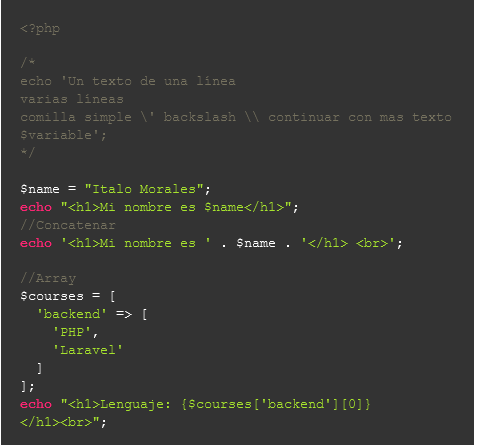 <?php
/*
echo 'Un texto de una línea
varias líneas
comilla simple \' backslash \\ continuar con mas texto
$variable';
*/
$name = "Italo Morales";
echo "<h1>Mi nombre es $name</h1>";
//Concatenar
echo '<h1>Mi nombre es ' . $name . '</h1> <br>';
//Array
$courses = [
  'backend' => [
    'PHP',
    'Laravel'
  ]
];
echo "<h1>Lenguaje: {$courses['backend'][0]}
</h1><br>";